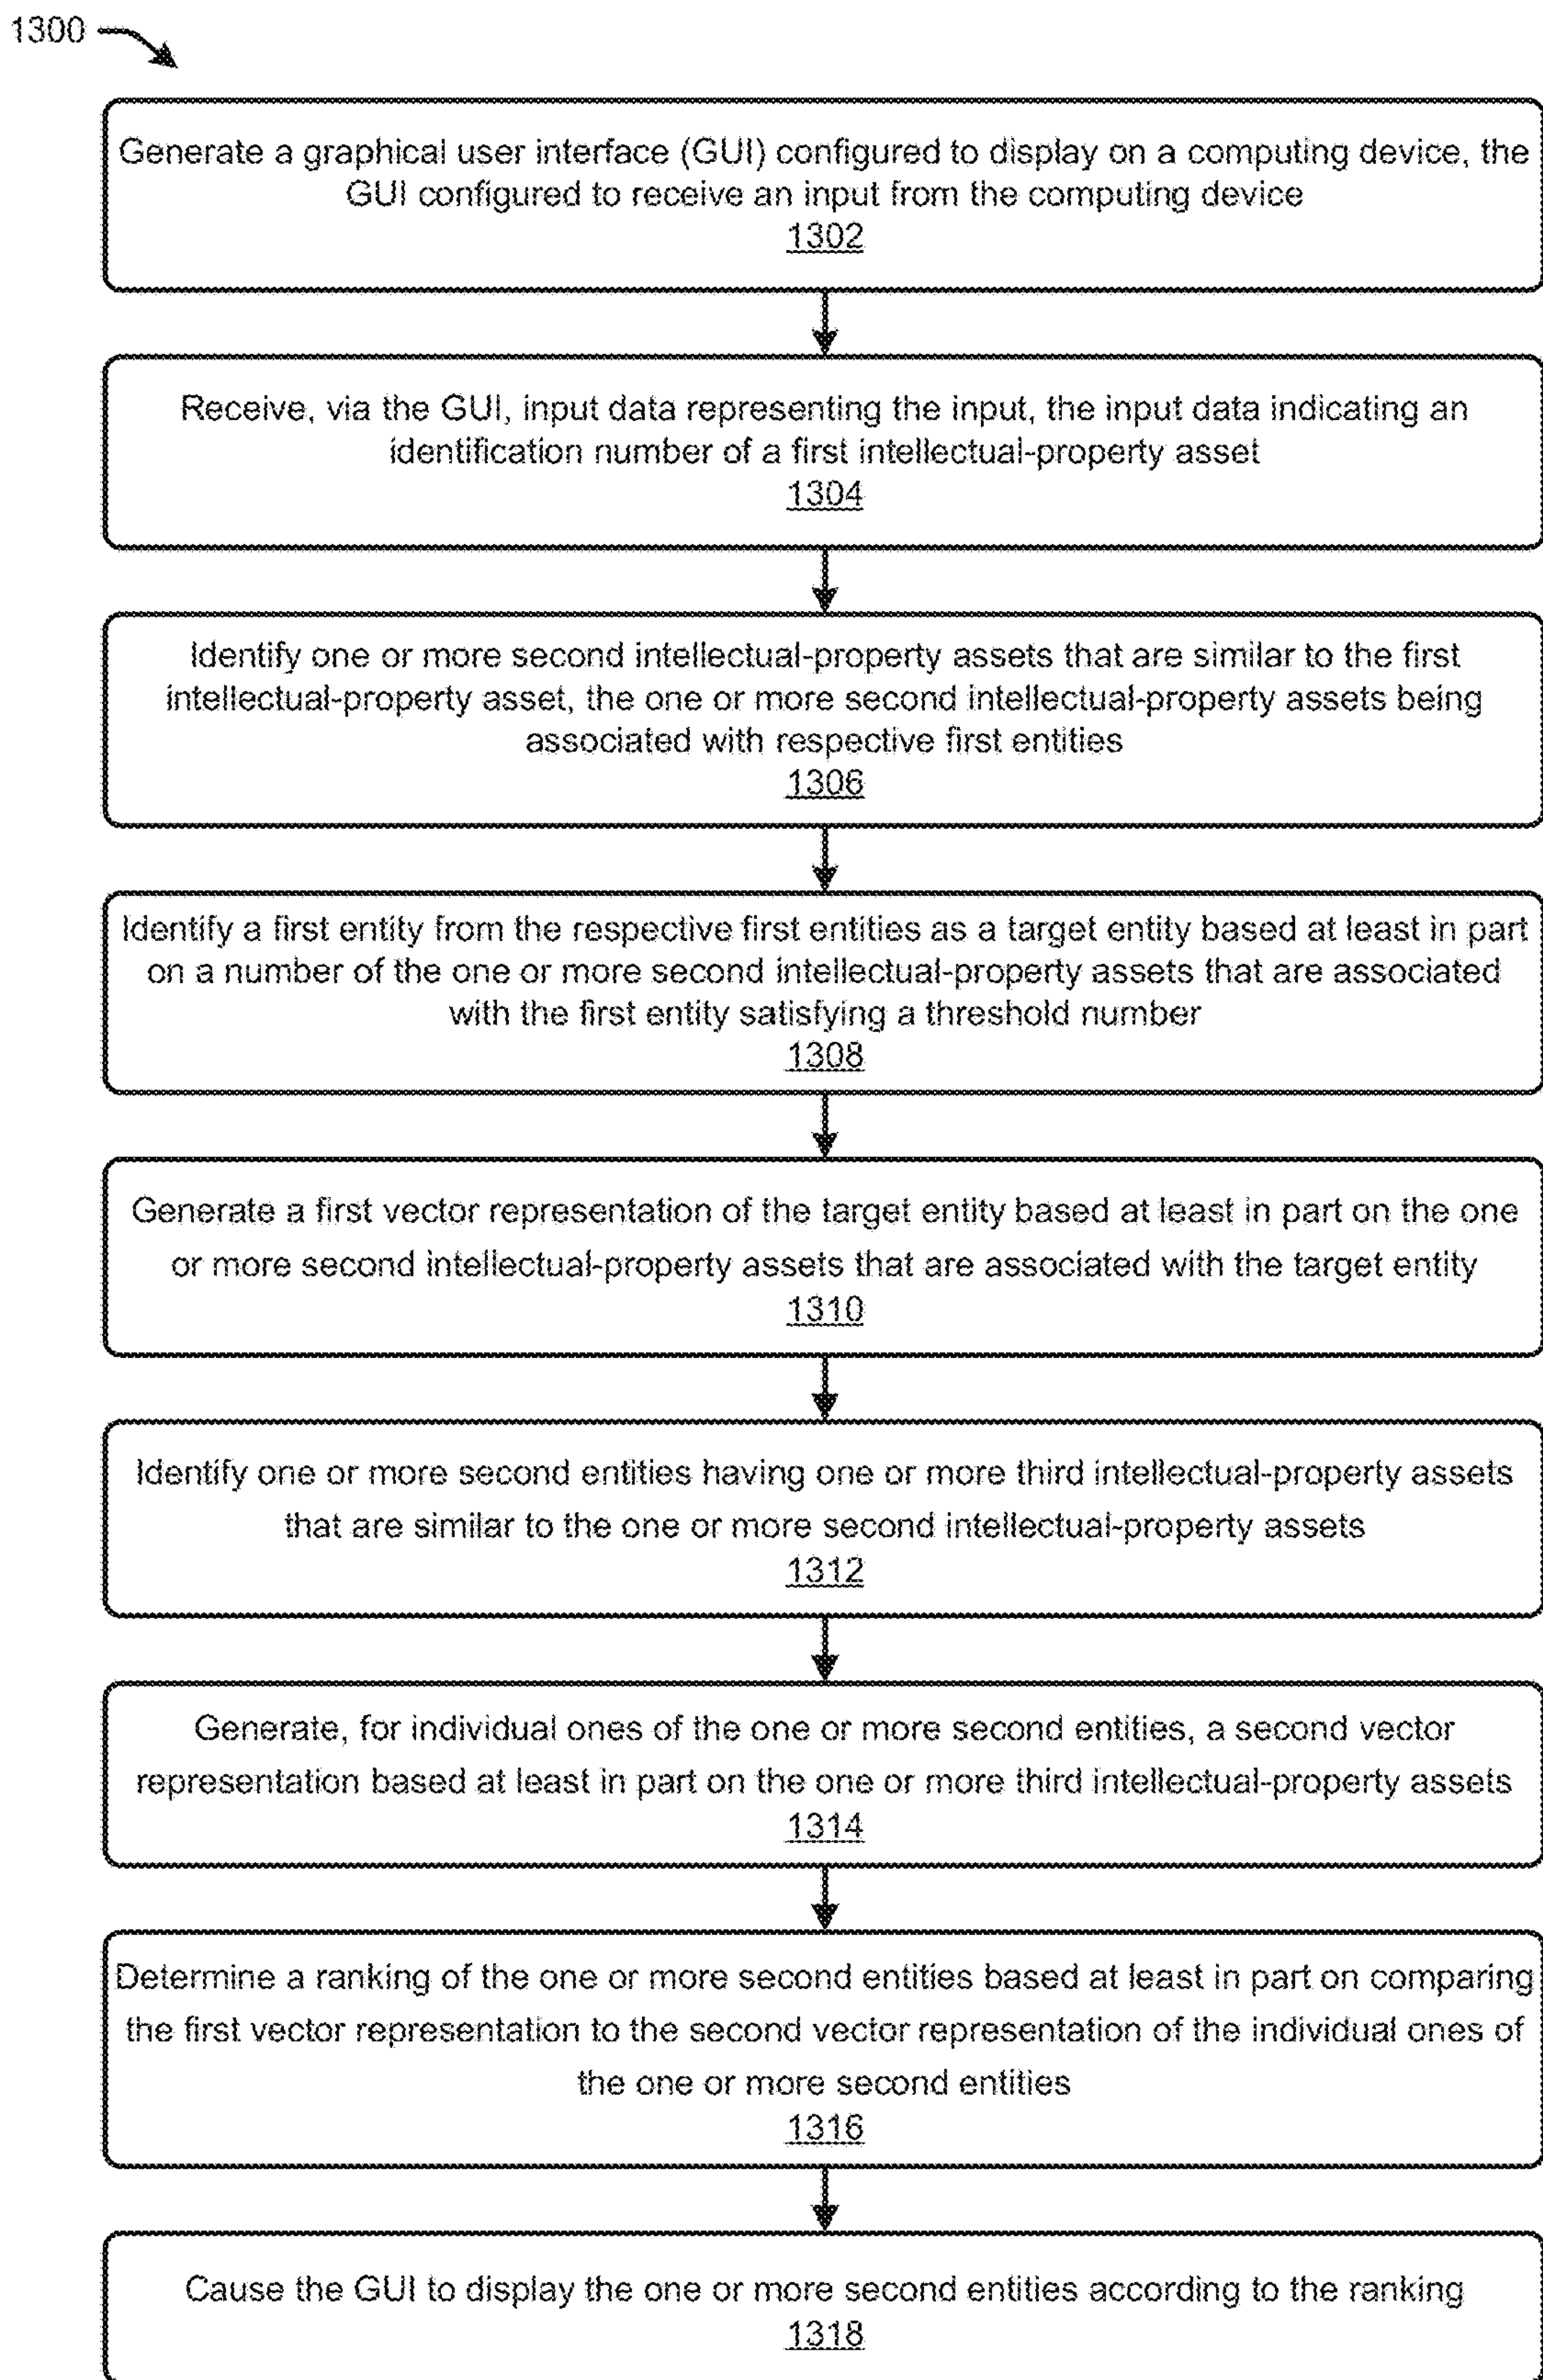 1300
Generate a graphical user interface (GUI) configured to display on a computing device, the
GUI configured to receive an input from the computing device
1302
Receive, via the GUI, input data representing the input, the input data indicating an
identification number of a first intellectual-property asset
1304
Identify one or more second intellectual-property assets that are similar to the first
intellectual-property asset, the one or more second intellectual-property assets being
associated with respective first entities
1306
Identify a first entity from the respective first entities as a target entity based at least in part
on a number of the one or more second intellectual-property assets that are associated
with the first entity satisfying a threshold number
1308
Generate a first vector representation of the target entity based at least in part on the one
or more second intellectual-property assets that are associated with the target entity
1310
Identify one or more second entities having one or more third intellectual-property assets
that are similar to the one or more second intellectual-property assets
1312
Generate, for individual ones of the one or more second entities, a second vector
representation based at least in part on the one or more third intellectual-property assets
1314
Determine a ranking of the one or more second entities based at least in part on comparing
the first vector representation to the second vector representation of the individual ones of
the one or more second entities
1316
Cause the GUI to display the one or more second entities according to the ranking
1318